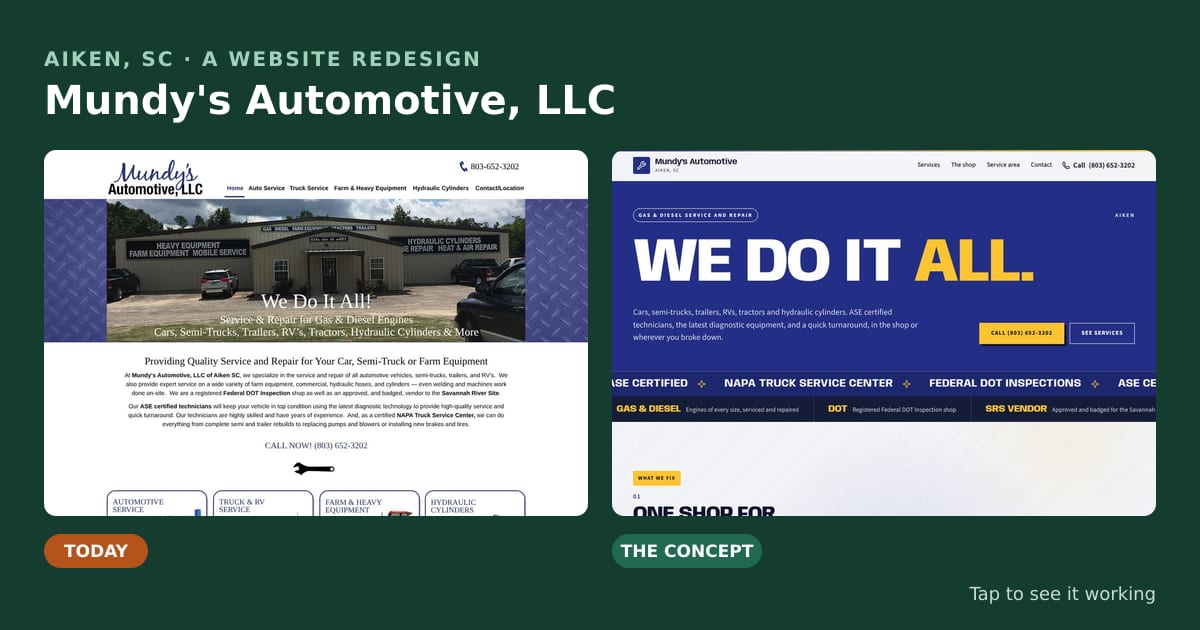 AIKEN, SC · A WEBSITE REDESIGN
Mundy's Automotive, LLC
Mundy's
Automotive, LLC
803-652-3202
Home Auto Service Truck Service Farm & Heavy Equipment Hydraulic Cylinders Contact/Location
HEAVY EQUIPMENT
FARM EQUIPMENT MOBILE SERVICE
HYDRAULIC CYLINDERS
REPAIR HEAT & AIR REPAIR
We Do It All!
Service & Repair for Gas & Diesel Engines
Cars, Semi-Trucks, Trailers, RV's, Tractors, Hydraulic Cylinders & More
Providing Quality Service and Repair for Your Car, Semi-Truck or Farm Equipment
At Mundy's Automotive, LLC of Aiken SC, we specialize in the service and repair of all automotive vehicles, semi-trucks, trailers, and RV's. We
also provide expert service on a wide variety of farm equipment, commercial, hydraulic hoses, and cylinders — even welding and machines work
done on-site. We are a registered Federal DOT Inspection shop as well as an approved, and badged, vendor to the Savannah River Site.
Our ASE certified technicians will keep your vehicle in top condition using the latest diagnostic technology to provide high-quality service and
quick turnaround. Our technicians are highly skilled and have years of experience. And, as a certified NAPA Truck Service Center, we can do
everything from complete semi and trailer rebuilds to replacing pumps and blowers or installing new brakes and tires.
CALL NOW! (803) 652-3202
AUTOMOTIVE
SERVICE
TRUCK & RV
SERVICE
FARM & HEAVY
EQUIPMENT
HYDRAULIC
CYLINDERS
TODAY
Mundy's Automotive
AIKEN, SC
Services The shop Service area Contact Call (803) 652-3202
GAS & DIESEL SERVICE AND REPAIR
AIKEN
WE DO IT ALL.
Cars, semi-trucks, trailers, RVs, tractors and hydraulic cylinders. ASE certified
technicians, the latest diagnostic equipment, and a quick turnaround, in the shop or
wherever you broke down.
CALL (803) 652-3202
SEE SERVICES
ASE CERTIFIED NAPA TRUCK SERVICE CENTER FEDERAL DOT INSPECTIONS ASE CE
GAS & DIESEL Engines of every size, serviced and repaired DOT Registered Federal DOT Inspection shop SRS VENDOR Approved and badged for the Savannah
WHAT WE FIX
01
ONE SHOP FOR
THE CONCEPT
Tap to see it working